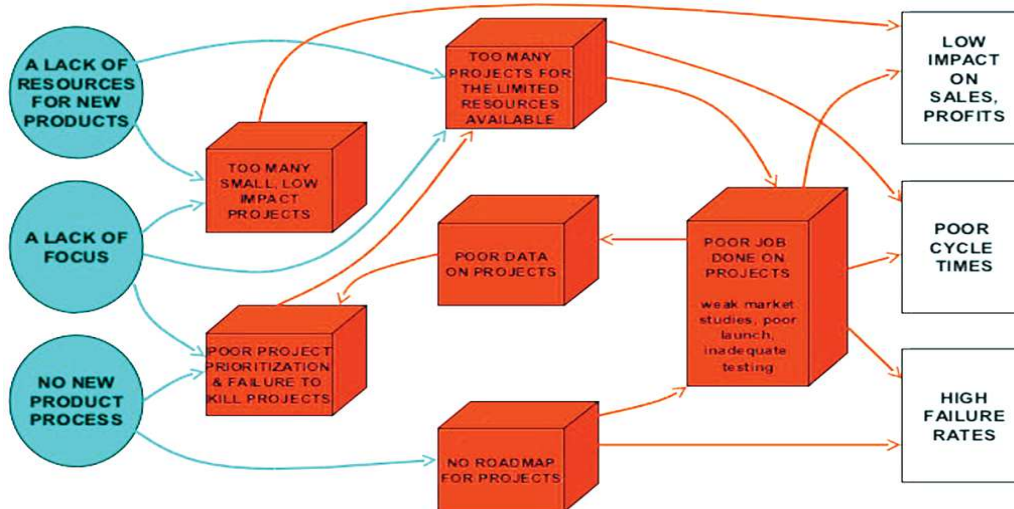 A LACK OF
RESOURCES
FOR NEW
PRODUCTS
TOO MANY
PROJECTS FOR
THE LIMITED
RESOURCES
AVAILABLE
LOW
IMPACT
ON
SALES,
PROFITS
TOO MANY
SMALL, LOW
IMPACT
PROJECTS
A LACK OF
FOCUS
POOR DATA
ON PROJECTS
POOR JOB
DONE ON
PROJECTS
weak market
studies, poor
launch,
inadequate
testing
POOR
CYCLE
TIMES
POOR PROJECT
PRIORITIZATION
& FAILURE TO
KILL PROJECTS
NO NEW
PRODUCT
PROCESS
NO ROADMAP
FOR PROJECTS
HIGH
FAILURE
RATES